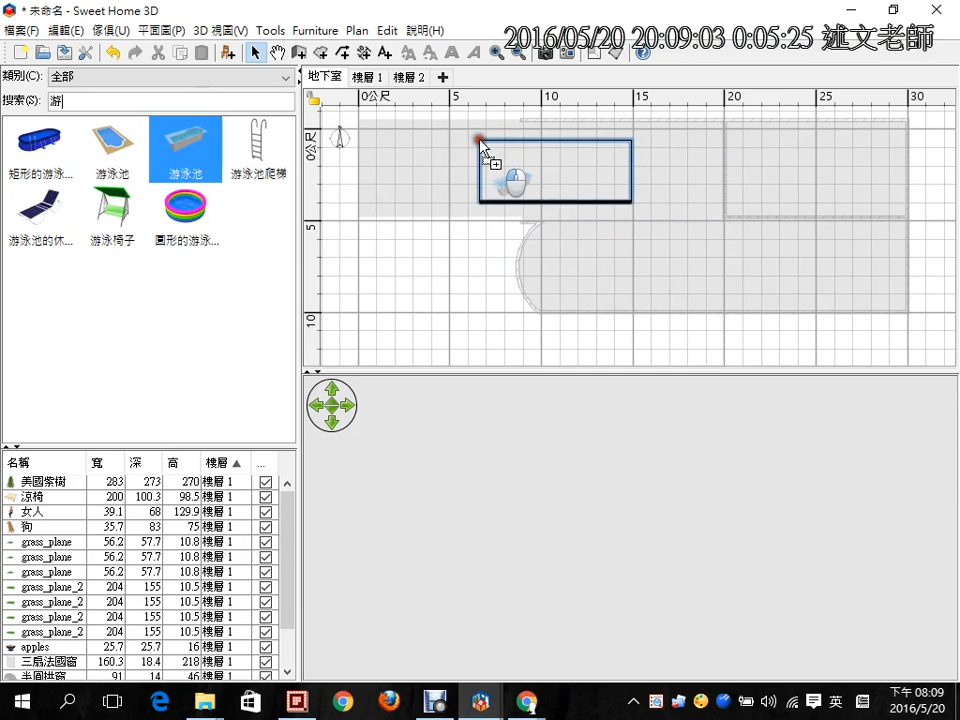 * 未命名 - Sweet Home 3D
檔案(F) 編輯(E) 傢俱(U) 平面圖(P) 3D 視圖(V) Tools Furniture Plan Edit 說明(H)
2016/05/20 20:09:03 0:05:25 述文老師
類別(C): 全部
搜索(S): 游
地下室 樓層 1 樓層 2
0公尺 5 10 15 20 25 30
0公尺
5
10
矩形的游泳... 游泳池 游泳池 游泳池爬梯
游泳池的休... 游泳椅子 圓形的游泳...
名稱 寬 深 高 樓層 ...
美國紫樹 283 273 270 樓層 1
涼椅 200 100.3 98.5 樓層 1
女人 39.1 68 129.9 樓層 1
狗 35.7 83 75 樓層 1
grass_plane 56.2 57.7 10.8 樓層 1
grass_plane 56.2 57.7 10.8 樓層 1
grass_plane 56.2 57.7 10.8 樓層 1
grass_plane_2 204 155 10.5 樓層 1
grass_plane_2 204 155 10.5 樓層 1
grass_plane_2 204 155 10.5 樓層 1
grass_plane_2 204 155 10.5 樓層 1
apples 25.7 25.7 16 樓層 1
三扇法國窗 160.3 18.4 218 樓層 1
半圓拱窗 91 14 46 樓層 1
英
下午 08:09
2016/5/20